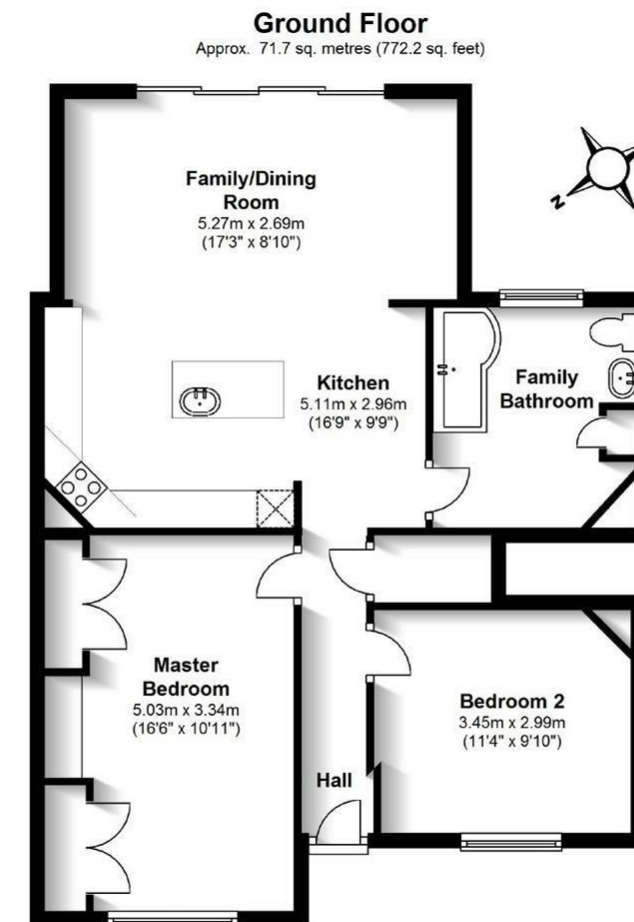 Ground Floor
Approx. 71.7 sq. metres (772.2 sq. feet)
Family/Dining
Room
5.27m x 2.69m
(17'3" x 8'10")
N
Kitchen
5.11m x 2.96m
(16'9" x 9'9")
Family
Bathroom
Master
Bedroom
5.03m x 3.34m
(16'6" x 10'11")
Bedroom 2
3.45m x 2.99m
(11'4" x 9'10")
Hall